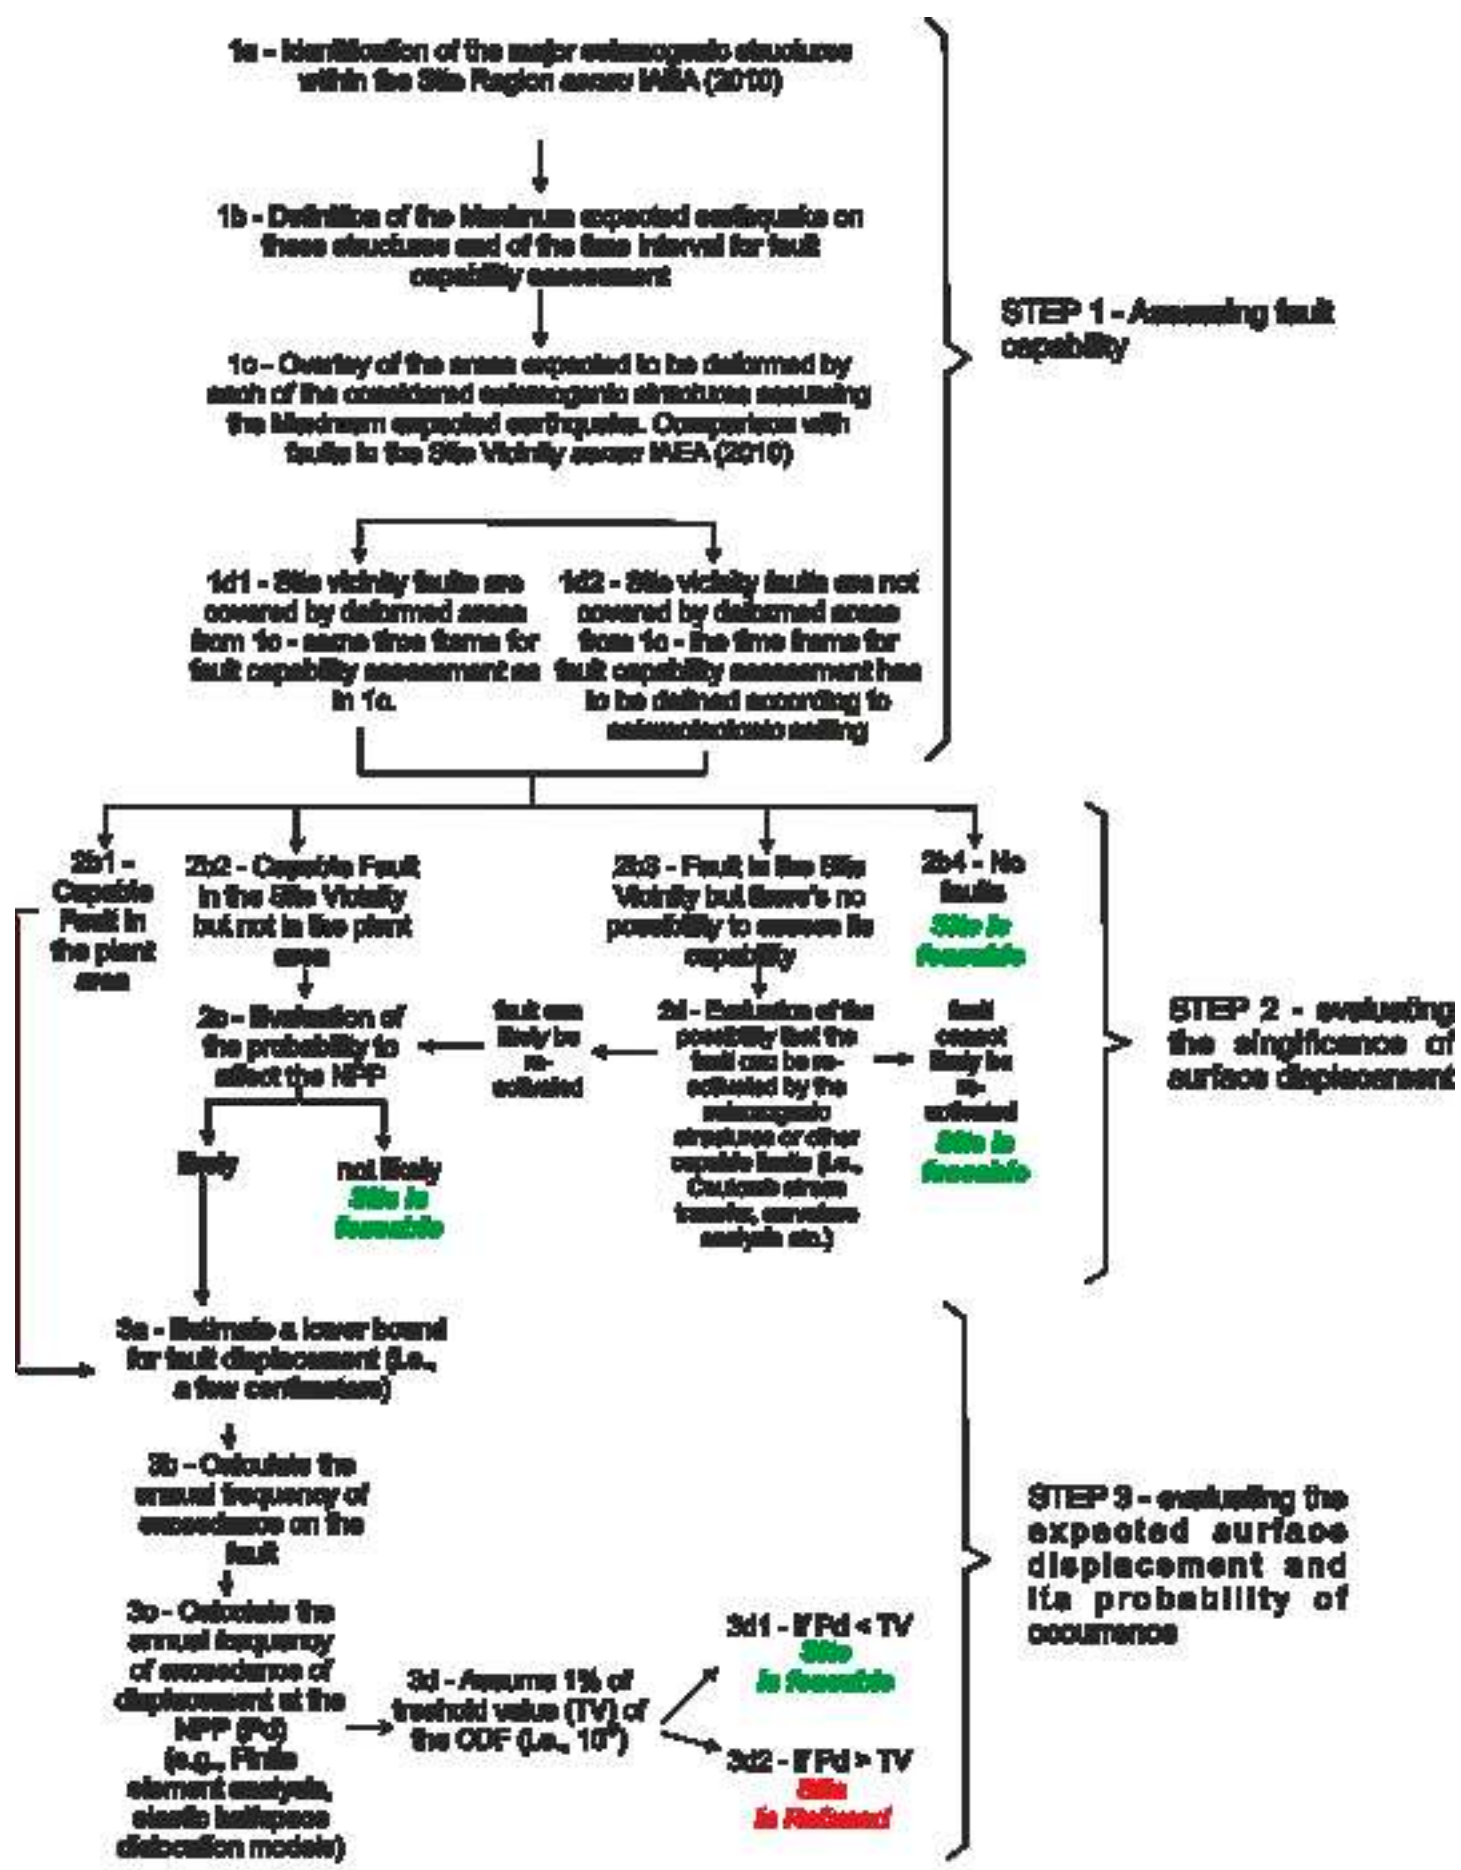 1a - Identification of the major seismogenic structures
within the Site Region sensu IAEA (2010)
1b - Definition of the Maximum expected earthquake on
these structures and of the time interval for fault
capability assessment
1c - Overlay of the areas expected to be deformed by
each of the considered seismogenic structures assuming
the Maximum expected earthquake. Comparison with
faults in the Site Vicinity sensu IAEA (2010)
STEP 1 - Assessing fault
capability
1d1 - Site vicinity faults are
covered by deformed areas
from 1c - same time frame for
fault capability assessment as
in 1c.
1d2 - Site vicinity faults are not
covered by deformed areas
from 1c - the time frame for
fault capability assessment has
to be defined according to
seismotectonic setting
2b1 -
Capable
Fault in
the plant
area
2b2 - Capable Fault
in the Site Vicinity
but not in the plant
area
2b3 - Fault in the Site
Vicinity but there's no
possibility to assess its
capability
2b4 - No
faults
Site is
feasible
2c - Evaluation of
the probability to
affect the NPP
fault can
likely be
re-
activated
2d - Evaluation of the
possibility that the
fault can be re-
activated by the
seismogenic
structures or other
capable faults (i.e.,
Coulomb stress
transfer, curvature
analysis etc.)
fault
cannot
likely be
re-
activated
Site is
feasible
STEP 2 - evaluating
the singificance of
surface displacement
likely
not likely
Site is
feasible
3a - Estimate a lower bound
for fault displacement (i.e.,
a few centimeters)
3b - Calculate the
annual frequency of
exceedance on the
fault
3c - Calculate the
annual frequency
of exceedance of
displacement at the
NPP (Pd)
(e.g., Finite
element analysis,
elastic halfspace
dislocation models)
3d - Assume 1% of
treshold value (TV) of
the CDF (i.e.,
3d1 - If Pd < TV
Site
is feasible
3d2 - If Pd > TV
Site
is Refused
STEP 3 - evaluating the
expected surface
displacement and
its probability of
occurrence